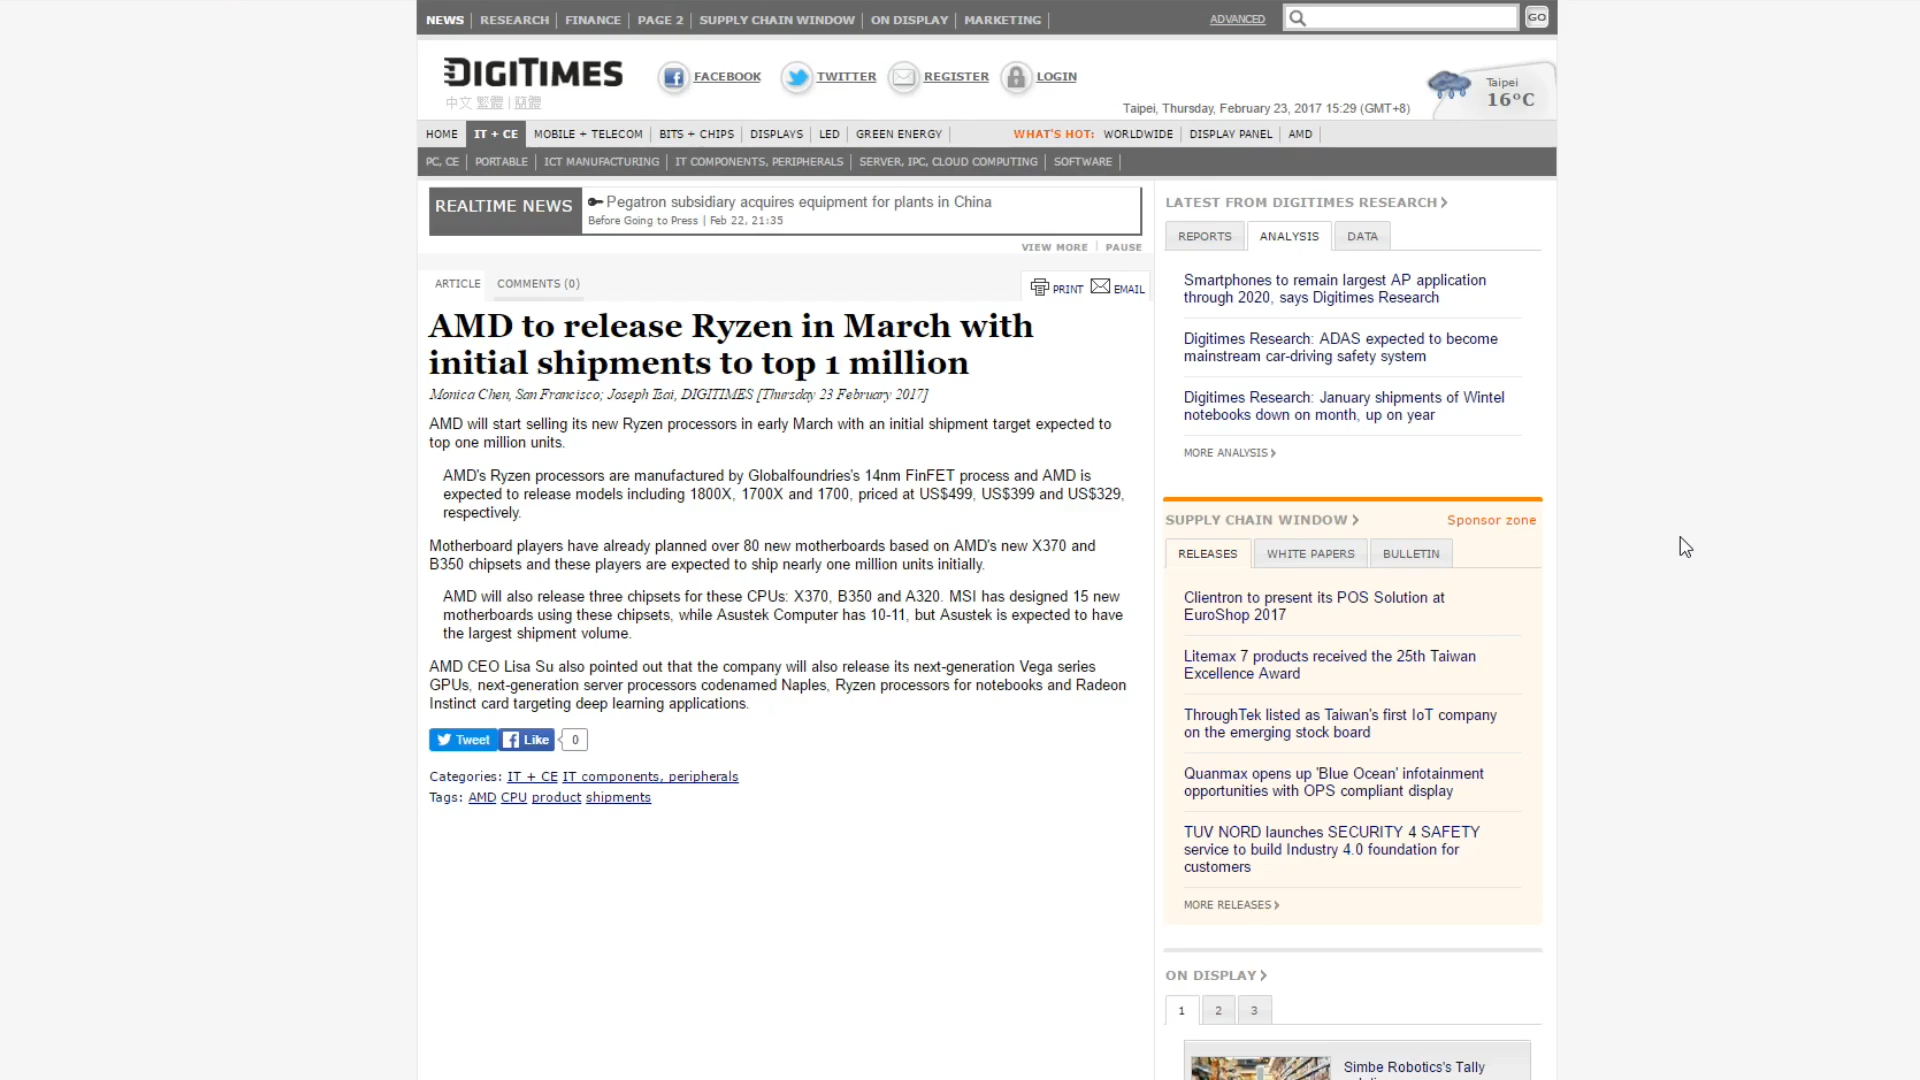 NEWS RESEARCH FINANCE PAGE 2 SUPPLY CHAIN WINDOW ON DISPLAY MARKETING ADVANCED GO
DIGITIMES
中文 繁體 | 簡體
FACEBOOK TWITTER REGISTER LOGIN
Taipei, Thursday, February 23, 2017 15:29 (GMT+8)
Taipei
16°C
HOME IT + CE MOBILE + TELECOM BITS + CHIPS DISPLAYS LED GREEN ENERGY WHAT'S HOT: WORLDWIDE DISPLAY PANEL AMD
PC, CE PORTABLE ICT MANUFACTURING IT COMPONENTS, PERIPHERALS SERVER, IPC, CLOUD COMPUTING SOFTWARE
REALTIME NEWS
Pegatron subsidiary acquires equipment for plants in China
Before Going to Press | Feb 22, 21:35
VIEW MORE PAUSE
ARTICLE COMMENTS (0)
PRINT EMAIL
AMD to release Ryzen in March with
initial shipments to top 1 million
Monica Chen, San Francisco; Joseph Tsai, DIGITIMES [Thursday 23 February 2017]
AMD will start selling its new Ryzen processors in early March with an initial shipment target expected to
top one million units.
AMD's Ryzen processors are manufactured by Globalfoundries's 14nm FinFET process and AMD is
expected to release models including 1800X, 1700X and 1700, priced at US$499, US$399 and US$329,
respectively.
Motherboard players have already planned over 80 new motherboards based on AMD's new X370 and
B350 chipsets and these players are expected to ship nearly one million units initially.
AMD will also release three chipsets for these CPUs: X370, B350 and A320. MSI has designed 15 new
motherboards using these chipsets, while Asustek Computer has 10-11, but Asustek is expected to have
the largest shipment volume.
AMD CEO Lisa Su also pointed out that the company will also release its next-generation Vega series
GPUs, next-generation server processors codenamed Naples, Ryzen processors for notebooks and Radeon
Instinct card targeting deep learning applications.
Tweet Like 0
Categories: IT + CE IT components, peripherals
Tags: AMD CPU product shipments
LATEST FROM DIGITIMES RESEARCH
REPORTS ANALYSIS DATA
Smartphones to remain largest AP application
through 2020, says Digitimes Research
Digitimes Research: ADAS expected to become
mainstream car-driving safety system
Digitimes Research: January shipments of Wintel
notebooks down on month, up on year
MORE ANALYSIS
SUPPLY CHAIN WINDOW Sponsor zone
RELEASES WHITE PAPERS BULLETIN
Clientron to present its POS Solution at
EuroShop 2017
Litemax 7 products received the 25th Taiwan
Excellence Award
ThroughTek listed as Taiwan's first IoT company
on the emerging stock board
Quanmax opens up 'Blue Ocean' infotainment
opportunities with OPS compliant display
TUV NORD launches SECURITY 4 SAFETY
service to build Industry 4.0 foundation for
customers
MORE RELEASES
ON DISPLAY
1 2 3
Simbe Robotics's Tally